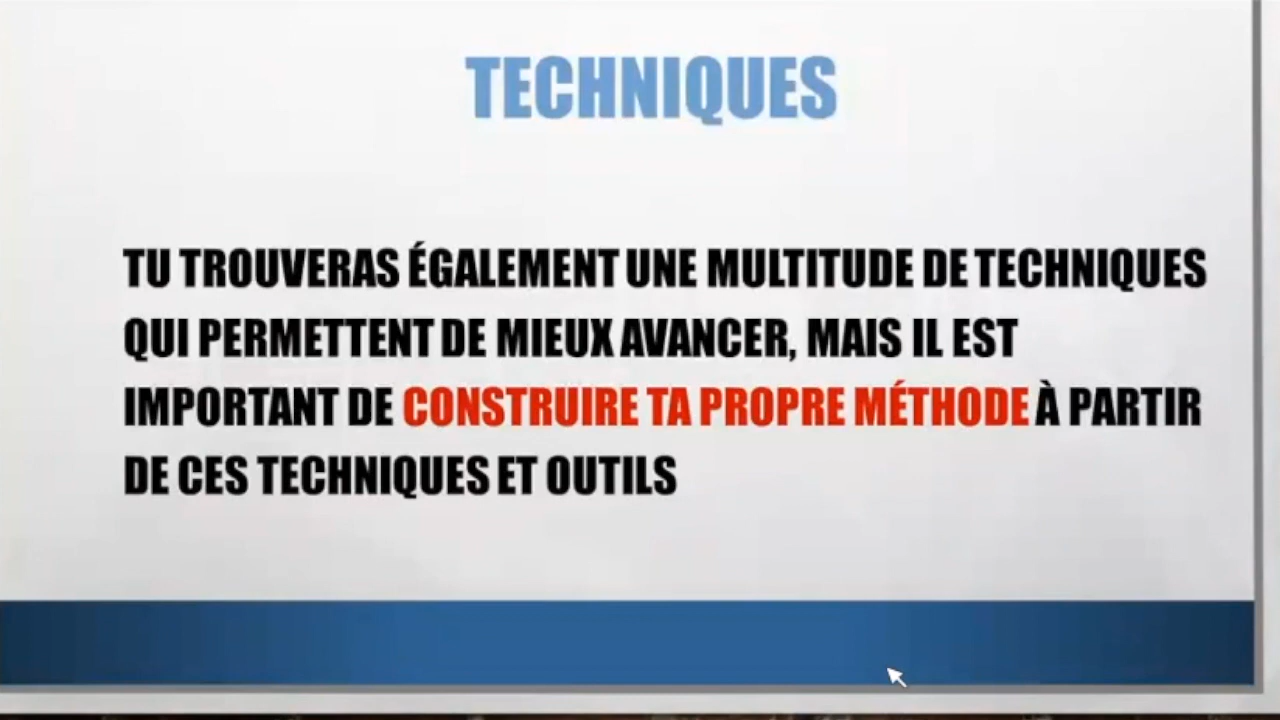 TECHNIQUES
TU TROUVERAS ÉGALEMENT UNE MULTITUDE DE TECHNIQUES
QUI PERMETTENT DE MIEUX AVANCER, MAIS IL EST
IMPORTANT DE CONSTRUIRE TA PROPRE MÉTHODE À PARTIR
DE CES TECHNIQUES ET OUTILS